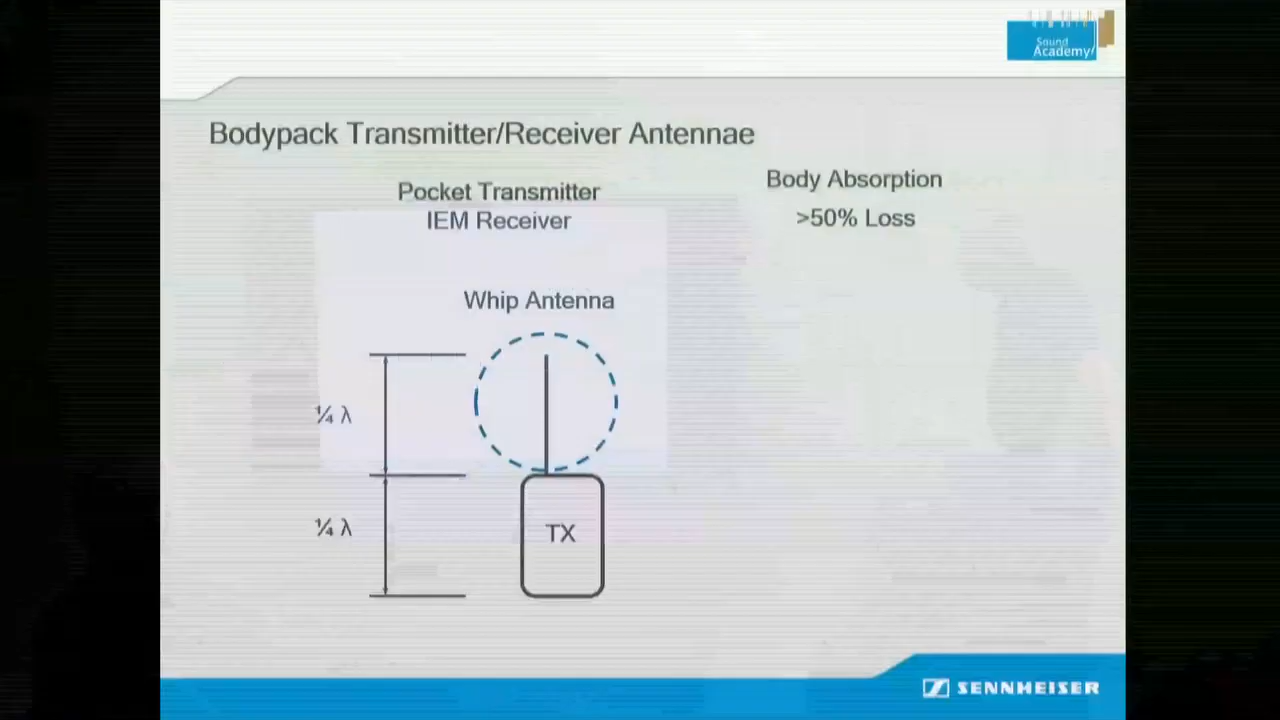 Sound
Academy
Bodypack Transmitter/Receiver Antennae
Pocket Transmitter
IEM Receiver
Body Absorption
>50% Loss
Whip Antenna
¼ λ
¼ λ
TX
SENNHEISER